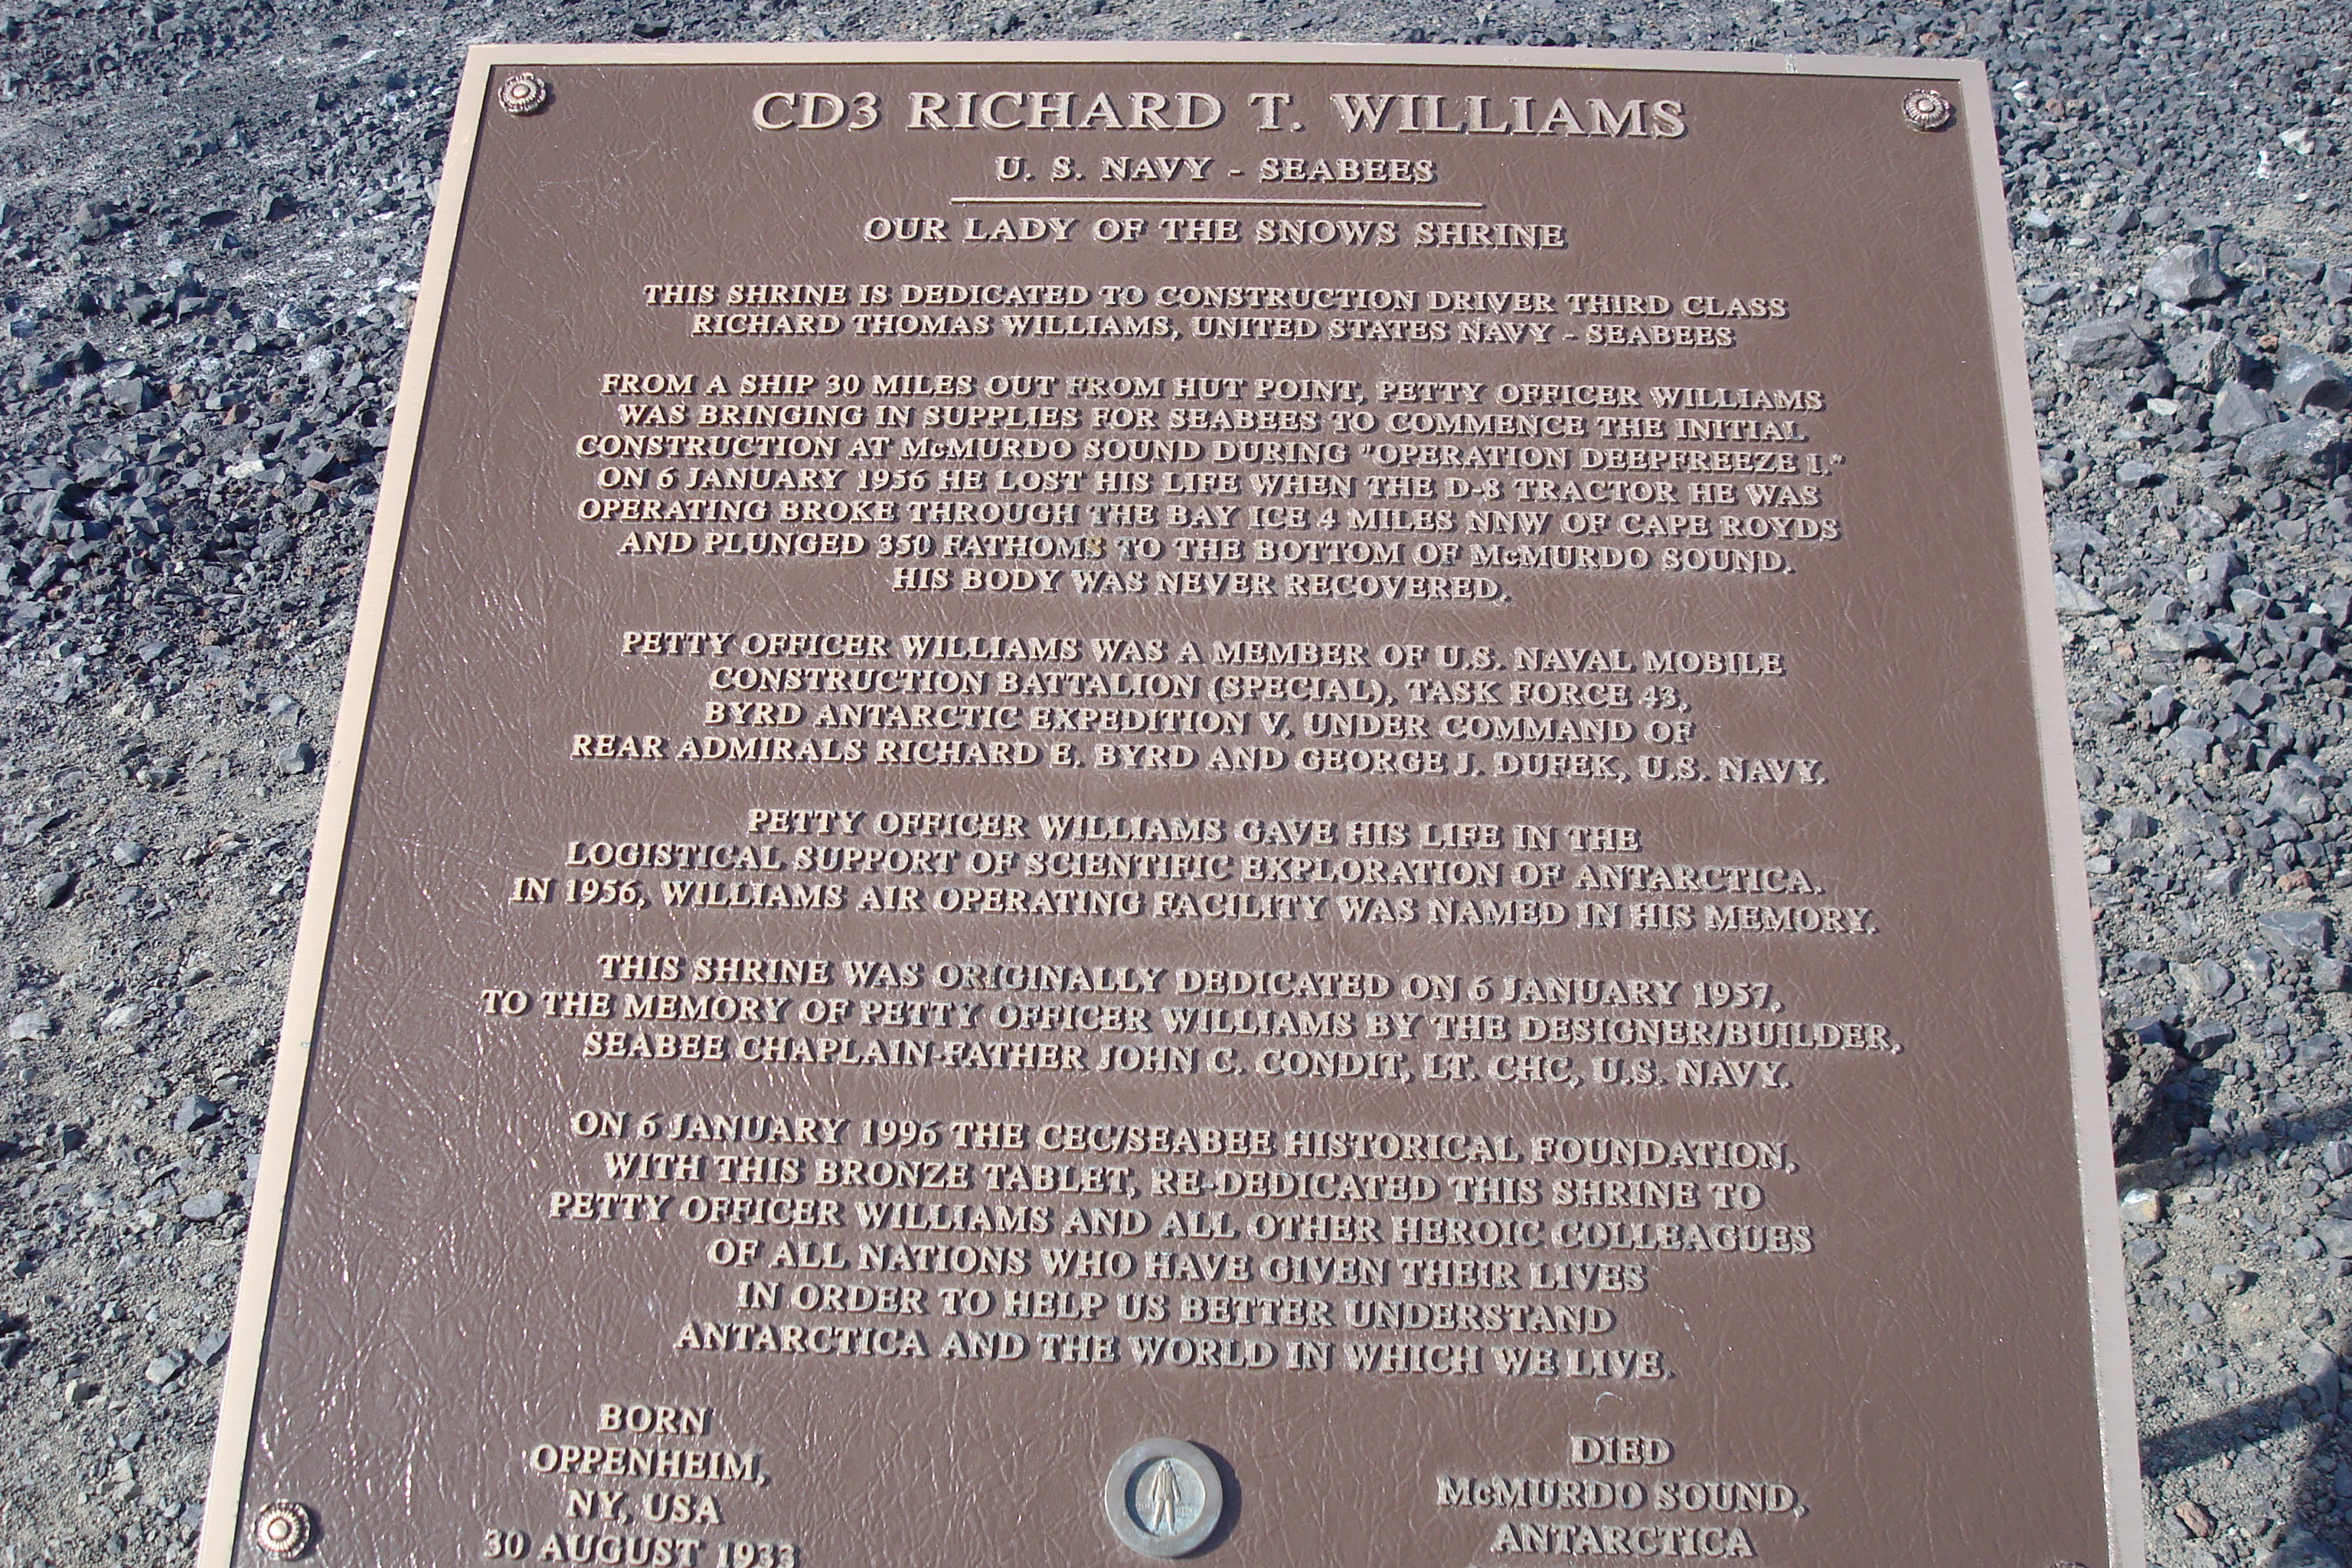 CD3 RICHARD T. WILLIAMS
U. S. NAVY - SEABEES
OUR LADY OF THE SNOWS SHRINE
THIS SHRINE IS DEDICATED TO CONSTRUCTION DRIVER THIRD CLASS
RICHARD THOMAS WILLIAMS, UNITED STATES NAVY - SEABEES
FROM A SHIP 30 MILES OUT FROM HUT POINT, PETTY OFFICER WILLIAMS
WAS BRINGING IN SUPPLIES FOR SEABEES TO COMMENCE THE INITIAL
CONSTRUCTION AT McMURDO SOUND DURING "OPERATION DEEPFREEZE I."
ON 6 JANUARY 1956 HE LOST HIS LIFE WHEN THE D-8 TRACTOR HE WAS
OPERATING BROKE THROUGH THE BAY ICE 4 MILES NNW OF CAPE ROYDS
AND PLUNGED 350 FATHOMS TO THE BOTTOM OF McMURDO SOUND.
HIS BODY WAS NEVER RECOVERED.
PETTY OFFICER WILLIAMS WAS A MEMBER OF U.S. NAVAL MOBILE
CONSTRUCTION BATTALION (SPECIAL), TASK FORCE 43,
BYRD ANTARCTIC EXPEDITION V, UNDER COMMAND OF
REAR ADMIRALS RICHARD E. BYRD AND GEORGE J. DUFEK, U.S. NAVY.
PETTY OFFICER WILLIAMS GAVE HIS LIFE IN THE
LOGISTICAL SUPPORT OF SCIENTIFIC EXPLORATION OF ANTARCTICA.
IN 1956, WILLIAMS AIR OPERATING FACILITY WAS NAMED IN HIS MEMORY.
THIS SHRINE WAS ORIGINALLY DEDICATED ON 6 JANUARY 1957,
TO THE MEMORY OF PETTY OFFICER WILLIAMS BY THE DESIGNER/BUILDER,
SEABEE CHAPLAIN-FATHER JOHN C. CONDIT, LT. CHC, U.S. NAVY.
ON 6 JANUARY 1996 THE CEC/SEABEE HISTORICAL FOUNDATION,
WITH THIS BRONZE TABLET, RE-DEDICATED THIS SHRINE TO
PETTY OFFICER WILLIAMS AND ALL OTHER HEROIC COLLEAGUES
OF ALL NATIONS WHO HAVE GIVEN THEIR LIVES
IN ORDER TO HELP US BETTER UNDERSTAND
ANTARCTICA AND THE WORLD IN WHICH WE LIVE.
BORN
OPPENHEIM,
NY, USA
30 AUGUST 1933
DIED
McMURDO SOUND,
ANTARCTICA